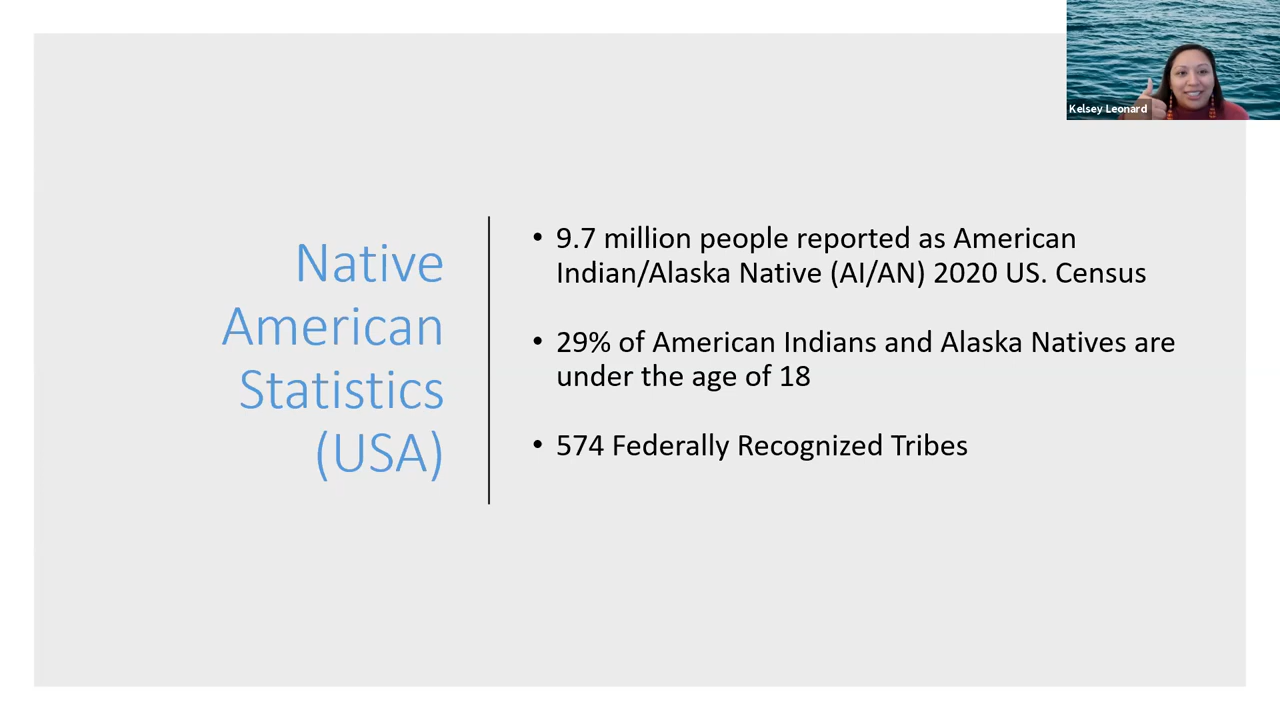 Kelsey Leonard
Native
American
Statistics
(USA)
• 9.7 million people reported as American
Indian/Alaska Native (AI/AN) 2020 US. Census
• 29% of American Indians and Alaska Natives are
under the age of 18
• 574 Federally Recognized Tribes